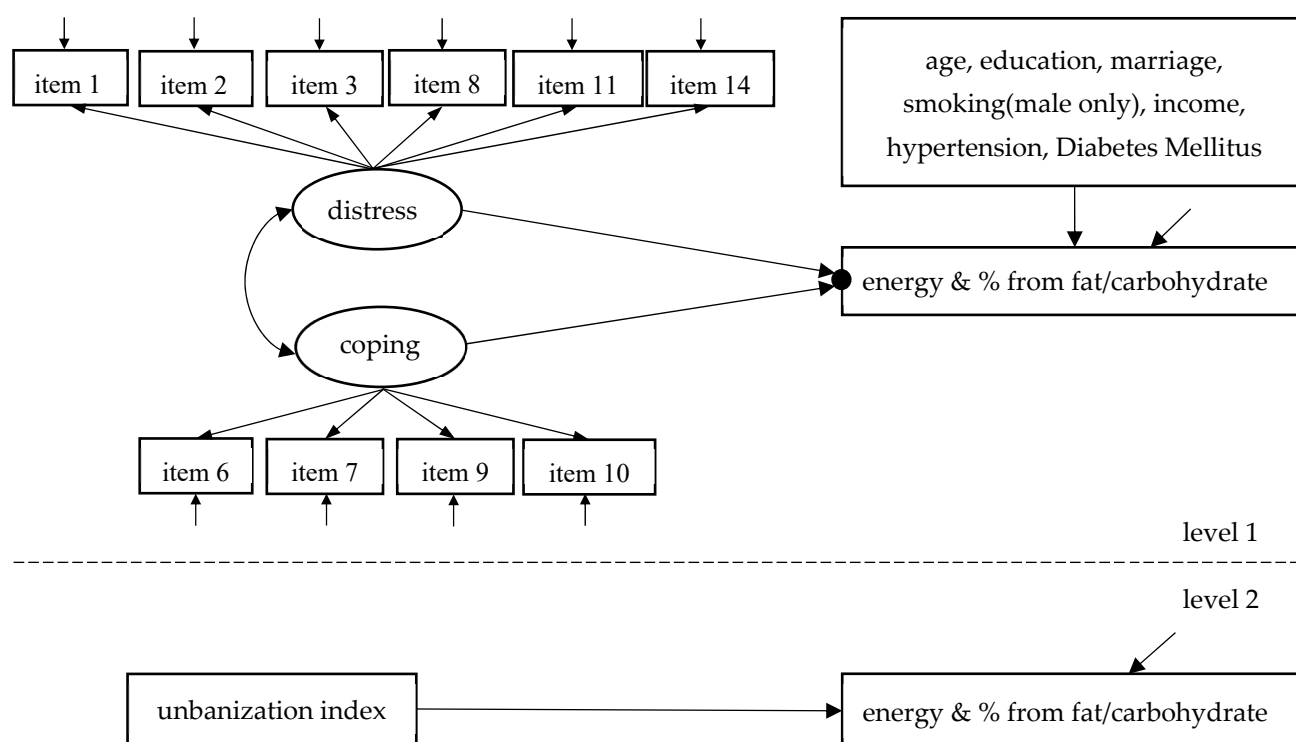 item 1
item 2
item 3
item 8
item 11
item 14
age, education, marriage,
smoking(male only), income,
hypertension, Diabetes Mellitus
distress
energy & % from fat/carbohydrate
coping
item 6
item 7
item 9
item 10
level 1
level 2
unbanization index
energy & % from fat/carbohydrate